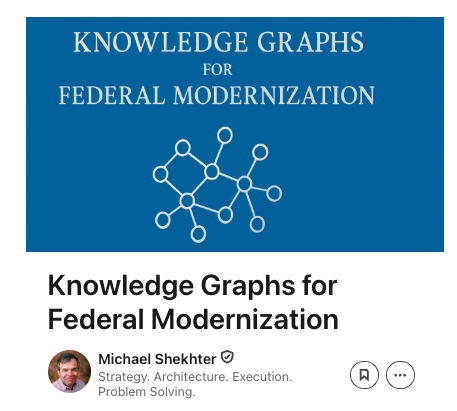 KNOWLEDGE GRAPHS
FOR
FEDERAL MODERNIZATION
Knowledge Graphs for
Federal Modernization
Michael Shekhter
Strategy. Architecture. Execution.
Problem Solving.